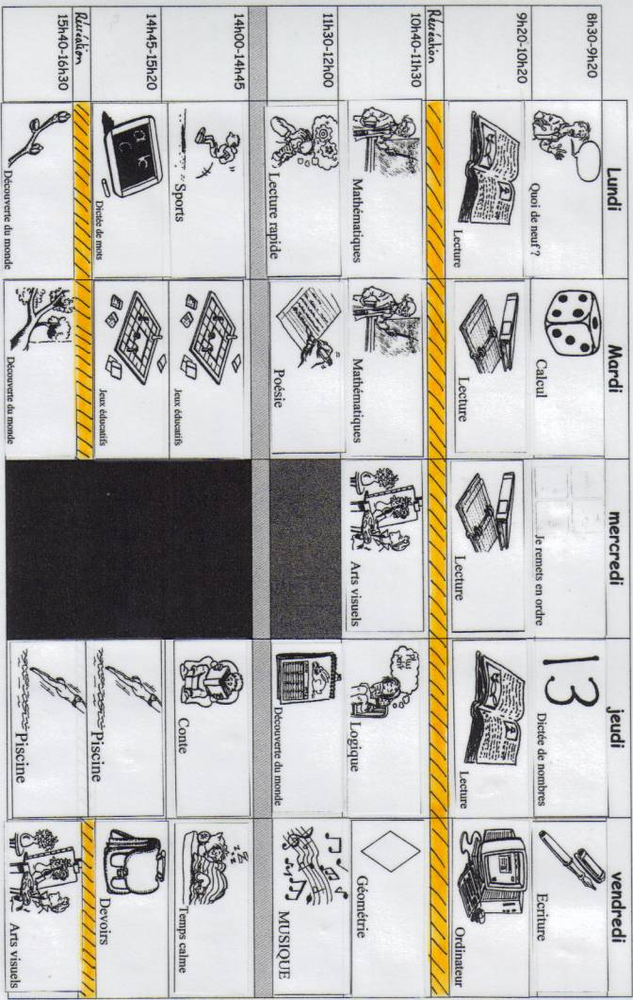 Lundi
Mardi
mercredi
jeudi
vendredi
8h30-9h20
Quoi de neuf ?
Calcul
Je remets en ordre
13
Dictée de nombres
Ecriture
9h20-10h20
Lecture
Lecture
Lecture
Lecture
Ordinateur
Récréation
10h40-11h30
Mathématiques
Mathématiques
Arts visuels
Plus petit
Logique
Géométrie
11h30-12h00
Lecture rapide
Poésie
Découverte du monde
MUSIQUE
14h00-14h45
Sports
Jeux éducatifs
Conte
Temps calme
14h45-15h20
Dictée de mots
Jeux éducatifs
Piscine
Devoirs
Récréation
15h40-16h30
Découverte du monde
Découverte du monde
Piscine
Arts visuels